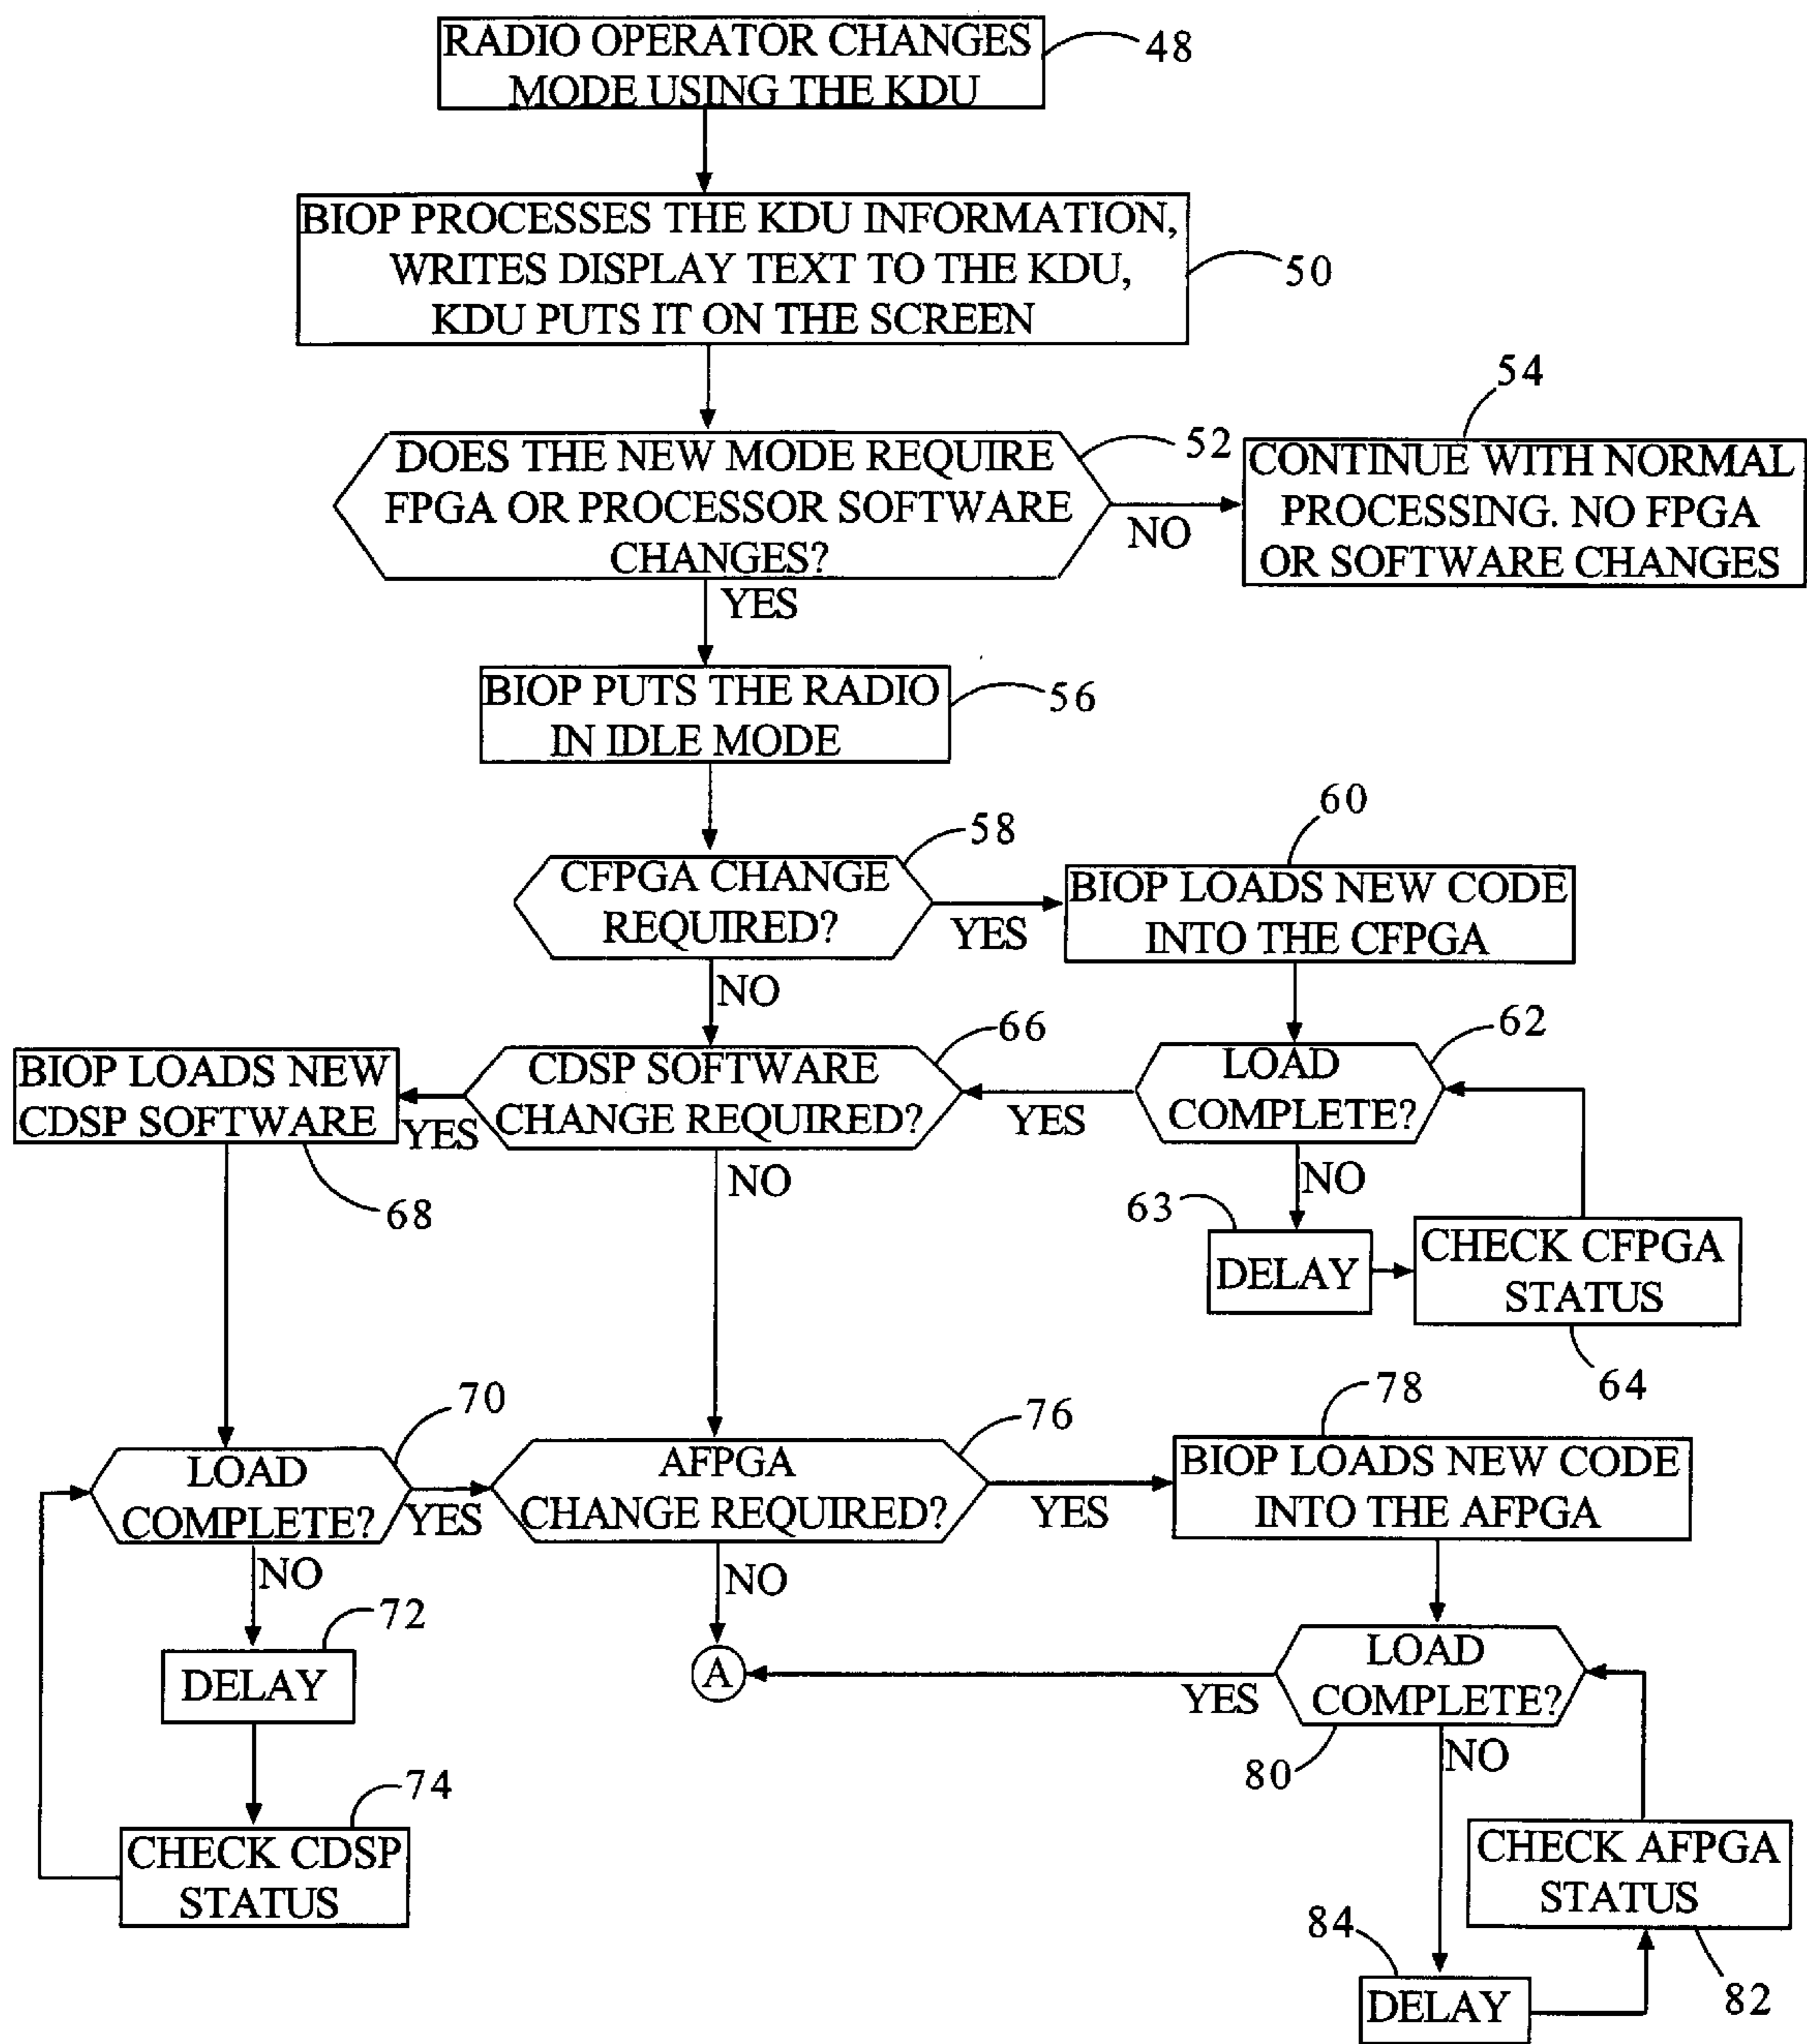 RADIO OPERATOR CHANGES
MODE USING THE KDU
48
BIOP PROCESSES THE KDU INFORMATION,
WRITES DISPLAY TEXT TO THE KDU,
KDU PUTS IT ON THE SCREEN
50
DOES THE NEW MODE REQUIRE
FPGA OR PROCESSOR SOFTWARE
CHANGES?
52
NO
54
CONTINUE WITH NORMAL
PROCESSING. NO FPGA
OR SOFTWARE CHANGES
YES
BIOP PUTS THE RADIO
IN IDLE MODE
56
CFPGA CHANGE
REQUIRED?
58
YES
60
BIOP LOADS NEW CODE
INTO THE CFPGA
NO
BIOP LOADS NEW
CDSP SOFTWARE
68
YES
CDSP SOFTWARE
CHANGE REQUIRED?
66
YES
LOAD
COMPLETE?
62
NO
NO
63
DELAY
CHECK CFPGA
STATUS
64
LOAD
COMPLETE?
70
YES
AFPGA
CHANGE REQUIRED?
76
YES
78
BIOP LOADS NEW CODE
INTO THE AFPGA
NO
NO
72
DELAY
A
YES
LOAD
COMPLETE?
80
NO
74
CHECK CDSP
STATUS
CHECK AFPGA
STATUS
82
84
DELAY